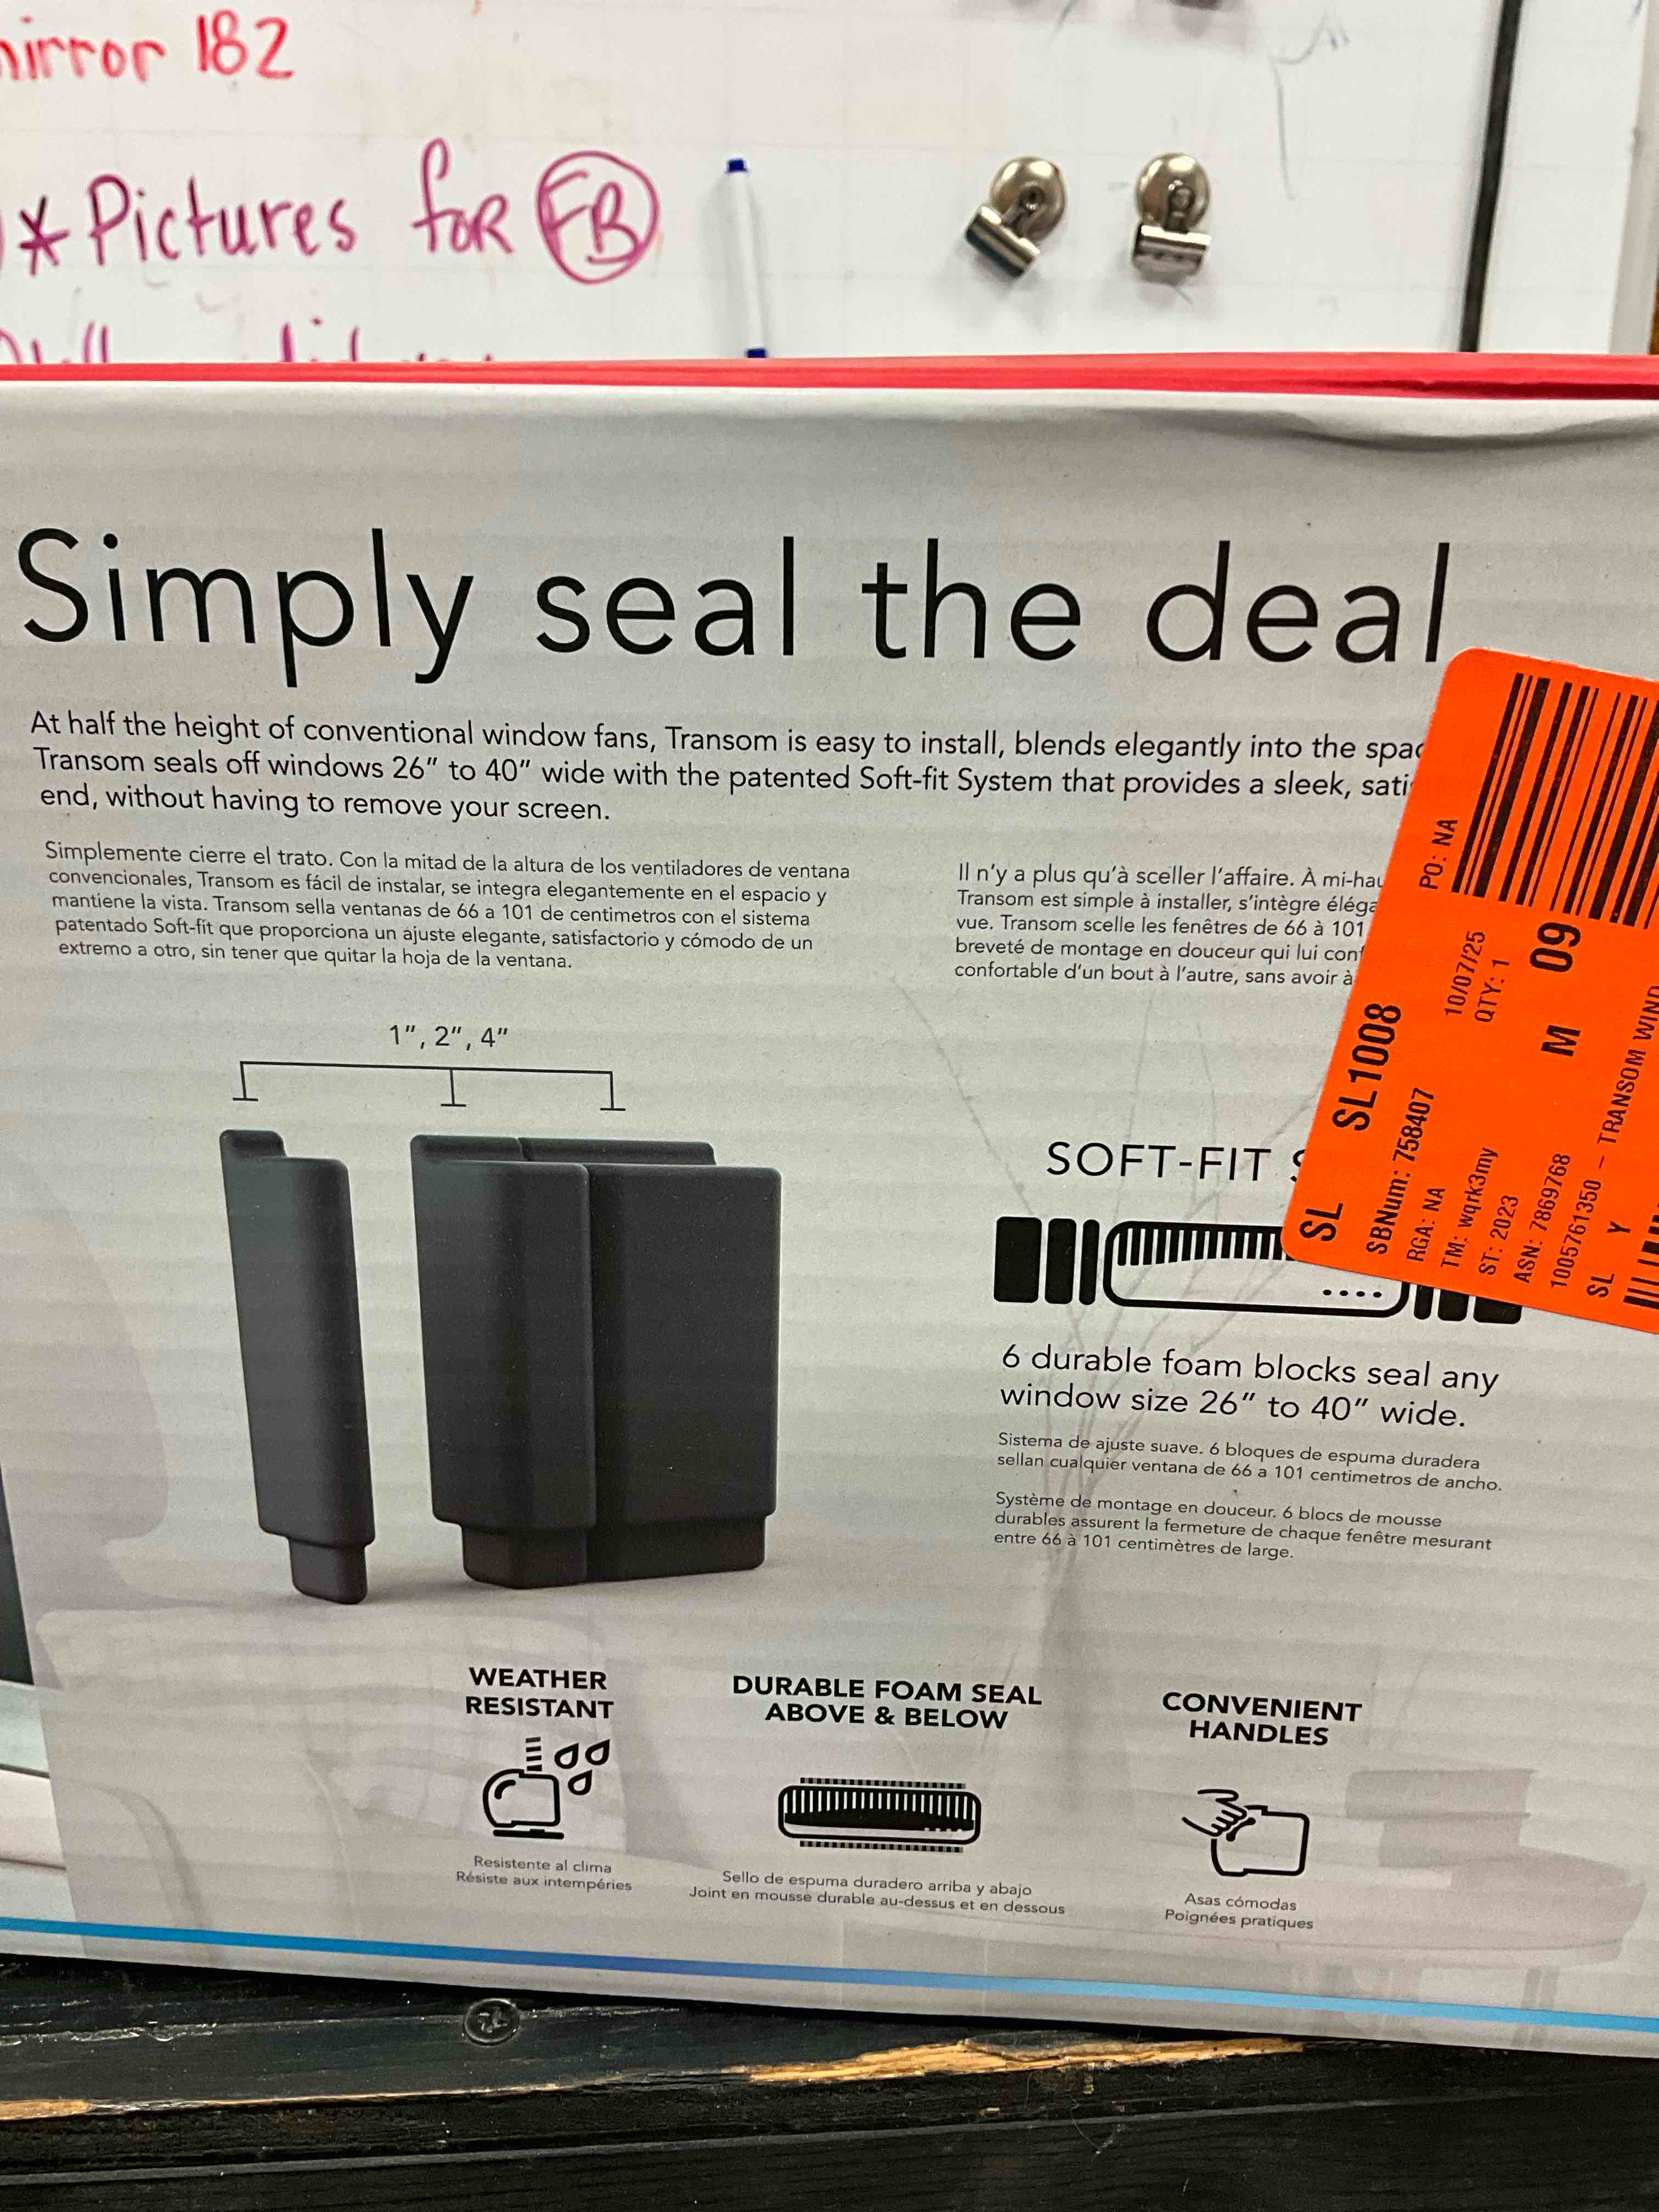 mirror 182
* Pictures for FB
Simply seal the deal
At half the height of conventional window fans, Transom is easy to install, blends elegantly into the
Transom seals off windows 26" to 40" wide with the patented Soft-fit System that provides a sleek,
end, without having to remove your screen.
Simplemente cierre el trato. Con la mitad de la altura de los ventiladores de ventana
convencionales, Transom es fácil de instalar, se integra elegantemente en el espacio y
mantiene la vista. Transom sella ventanas de 66 a 101 de centimetros con el sistema
patentado Soft-fit que proporciona un ajuste elegante, satisfactorio y cómodo de un
extremo a otro, sin tener que quitar la hoja de la ventana.
Il n'y a plus qu'à sceller l'affaire. À
Transom est simple à installer, s'intègre
vue. Transom scelle les fenêtres de 66 à 101
breveté de montage en douceur qui lui
confortable d'un bout à l'autre, sans avoir à
1", 2", 4"
SOFT-FIT
6 durable foam blocks seal any
window size 26" to 40" wide.
Sistema de ajuste suave. 6 bloques de espuma duradera
sellan cualquier ventana de 66 a 101 centimetros de ancho.
Système de montage en douceur. 6 blocs de mousse
durables assurent la fermeture de chaque fenêtre mesurant
entre 66 à 101 centimètres de large.
PO: NA
10/07/25
QTY: 1
M 09
SL SL1008
SBNum: 758407
RGA: NA
TM: wqrk3my
ST: 2023
ASN: 7869768
1005761350 – TRANSOM WIND
SL Y
WEATHER
RESISTANT
Resistente al clima
Résiste aux intempéries
DURABLE FOAM SEAL
ABOVE & BELOW
Sello de espuma duradero arriba y abajo
Joint en mousse durable au-dessus et en dessous
CONVENIENT
HANDLES
Asas cómodas
Poignées pratiques